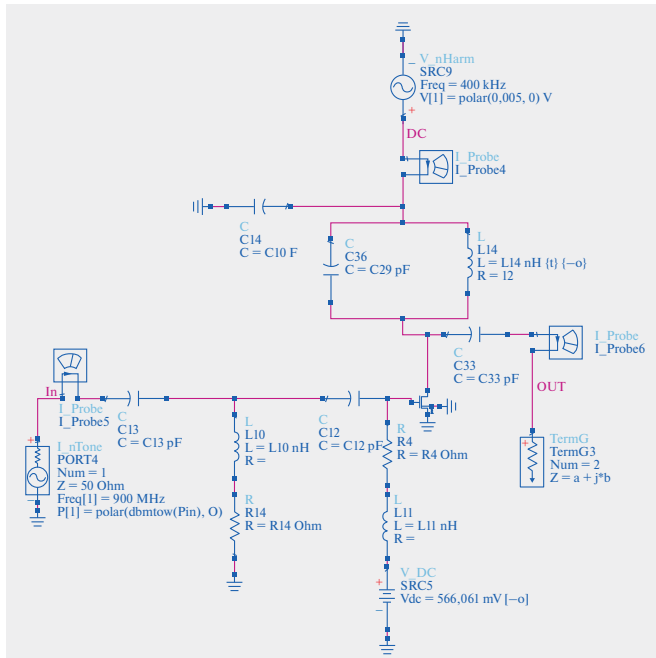 V_nHarm
SRC9
Freq = 400 kHz
V[1] = polar(0,005, 0) V
DC
I_Probe
I_Probe4
C
C14
C = C10 F
C
C36
C = C29 pF
L
L14
L = L14 nH {t} {-o}
R = 12
C
C33
C = C33 pF
I_Probe
I_Probe6
OUT
In
I_Probe
I_Probe5
C
C13
C = C13 pF
L
L10
L = L10 nH
R =
C
C12
C = C12 pF
R
R4
R = R4 Ohm
TermG
TermG3
Num = 2
Z = a + j*b
I_nTone
PORT4
Num = 1
Z = 50 Ohm
Freq[1] = 900 MHz
P[1] = polar(dbmtow(Pin), O)
R
R14
R = R14 Ohm
L
L11
L = L11 nH
R =
V_DC
SRC5
Vdc = 566,061 mV [-o]